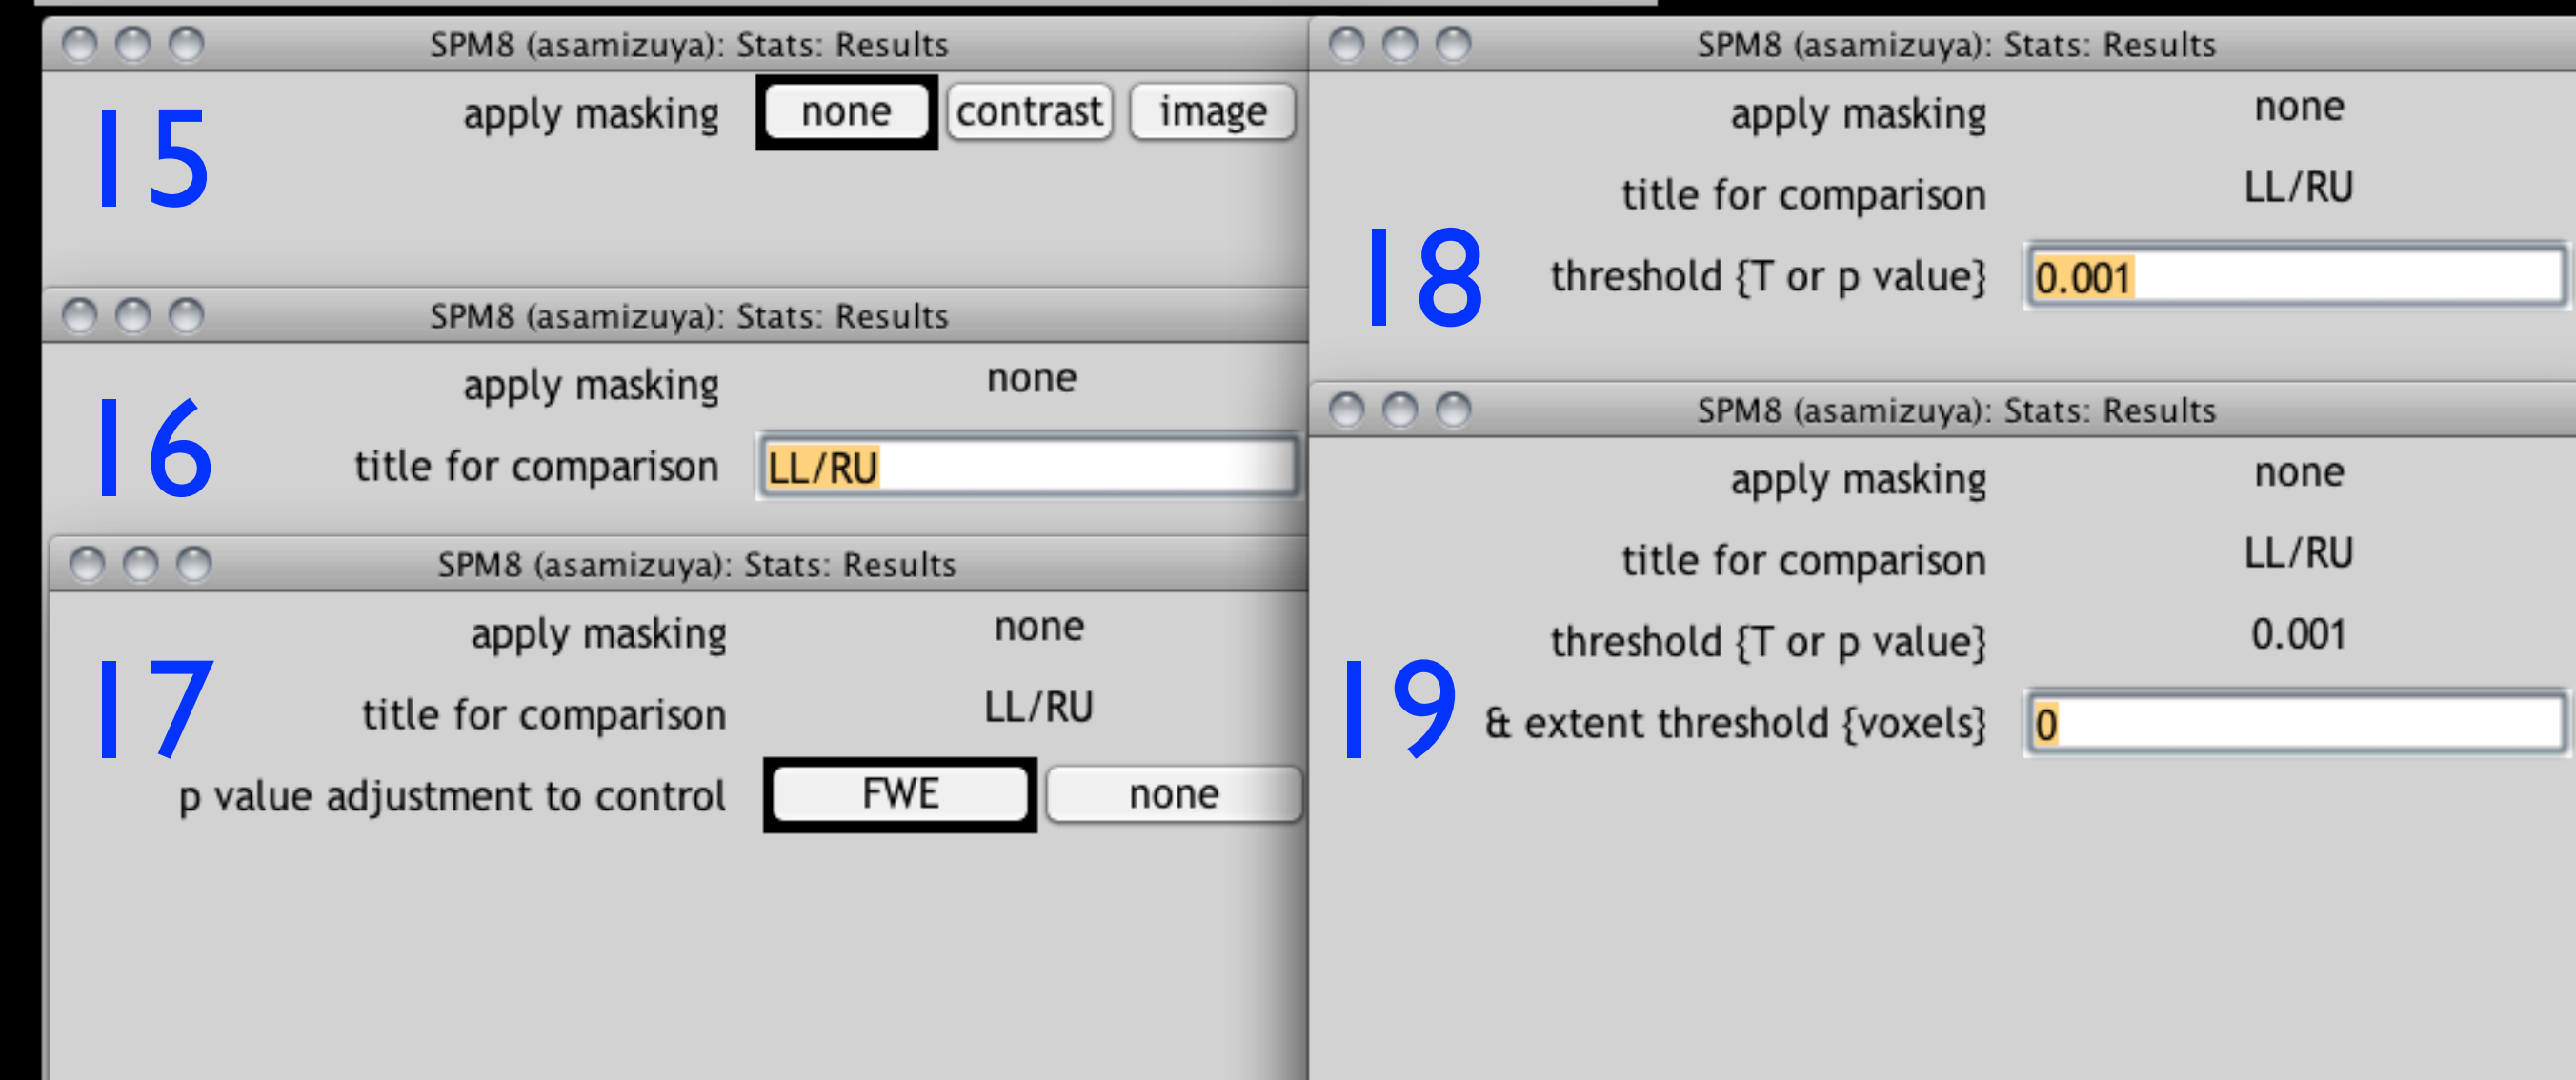 SPM8 (asamizuya): Stats: Results
15
apply masking none contrast image
SPM8 (asamizuya): Stats: Results
16
apply masking none
title for comparison LL/RU
SPM8 (asamizuya): Stats: Results
17
apply masking none
title for comparison LL/RU
p value adjustment to control FWE none
SPM8 (asamizuya): Stats: Results
18
apply masking none
title for comparison LL/RU
threshold {T or p value} 0.001
SPM8 (asamizuya): Stats: Results
19
apply masking none
title for comparison LL/RU
threshold {T or p value} 0.001
& extent threshold {voxels} 0